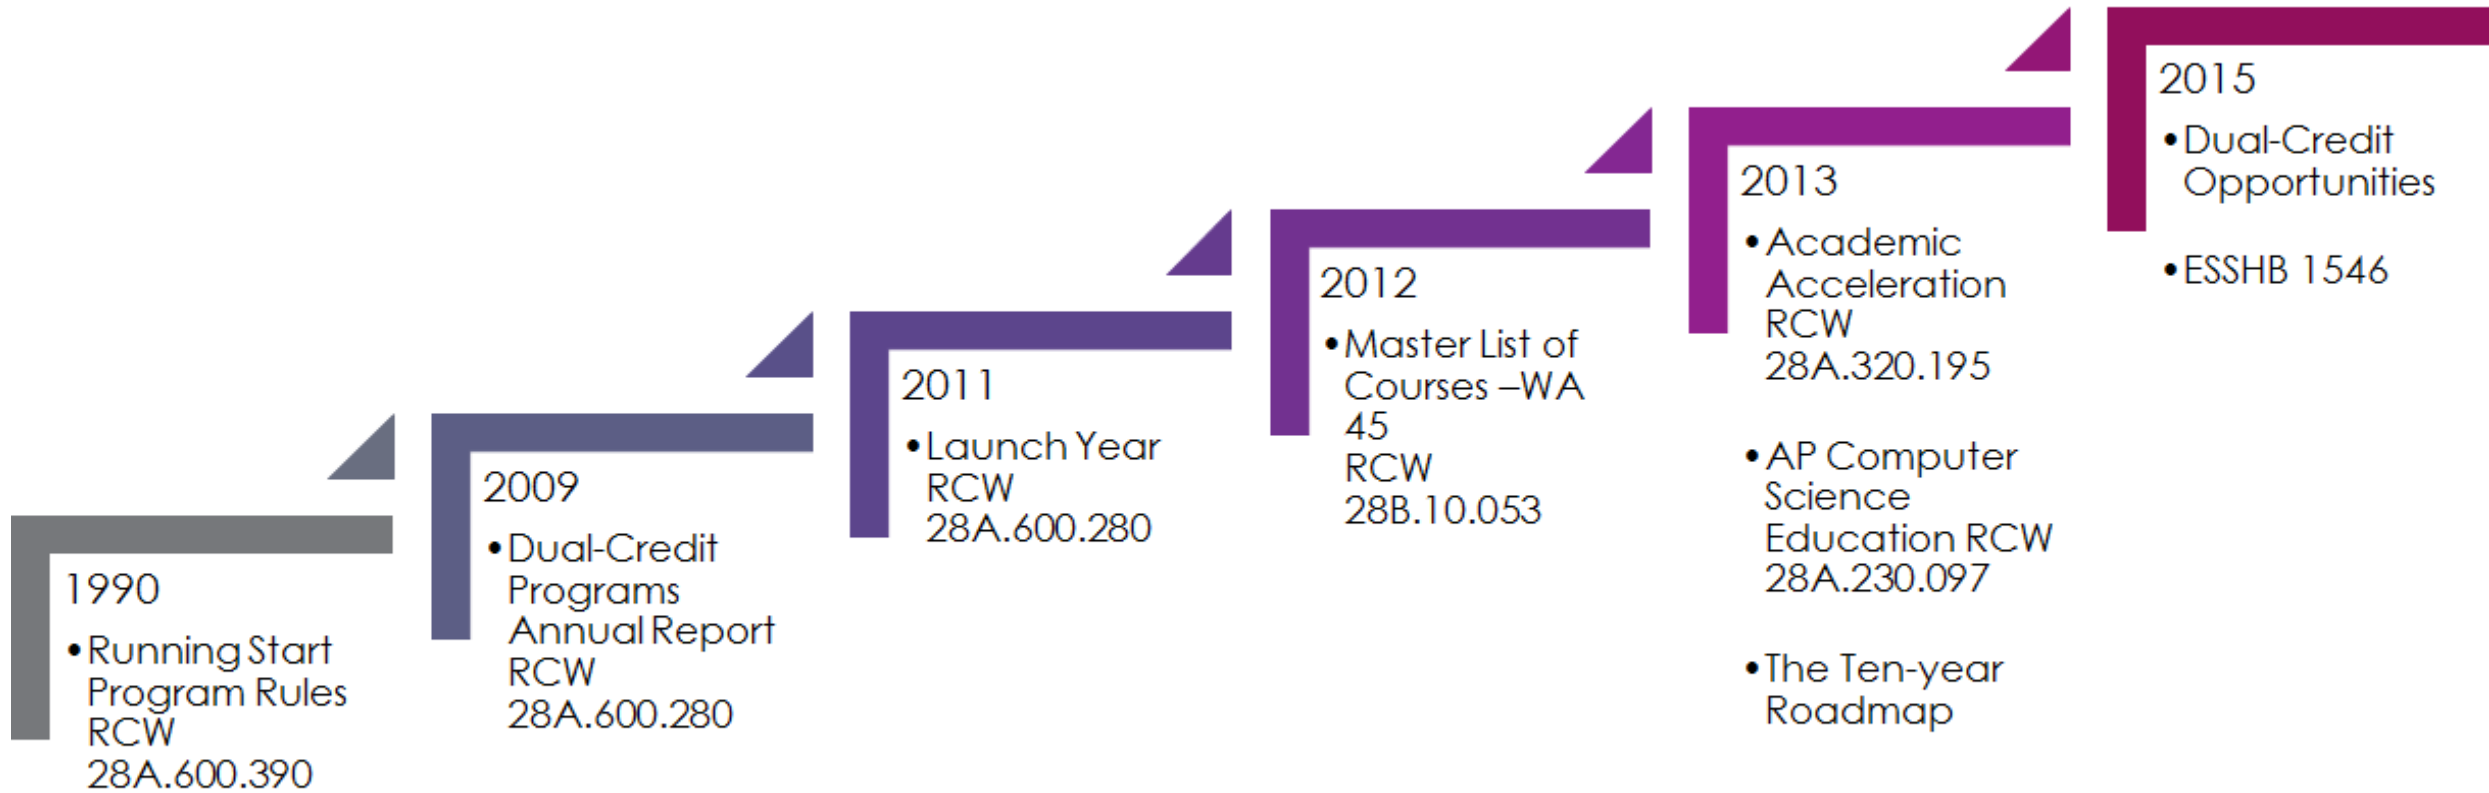 1990
•Running Start
Program Rules
RCW
28A.600.390
2009
•Dual-Credit
Programs
Annual Report
RCW
28A.600.280
2011
•Launch Year
RCW
28A.600.280
2012
•Master List of
Courses –WA
45
RCW
28B.10.053
2013
•Academic
Acceleration
RCW
28A.320.195
•AP Computer
Science
Education RCW
28A.230.097
•The Ten-year
Roadmap
2015
•Dual-Credit
Opportunities
•ESSHB 1546